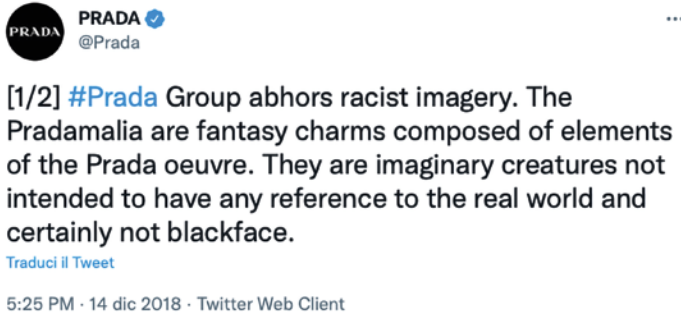 PRADA
PRADA
@Prada
[1/2] #Prada Group abhors racist imagery. The
Pradamalia are fantasy charms composed of elements
of the Prada oeuvre. They are imaginary creatures not
intended to have any reference to the real world and
certainly not blackface.
Traduci il Tweet
5:25 PM · 14 dic 2018 · Twitter Web Client